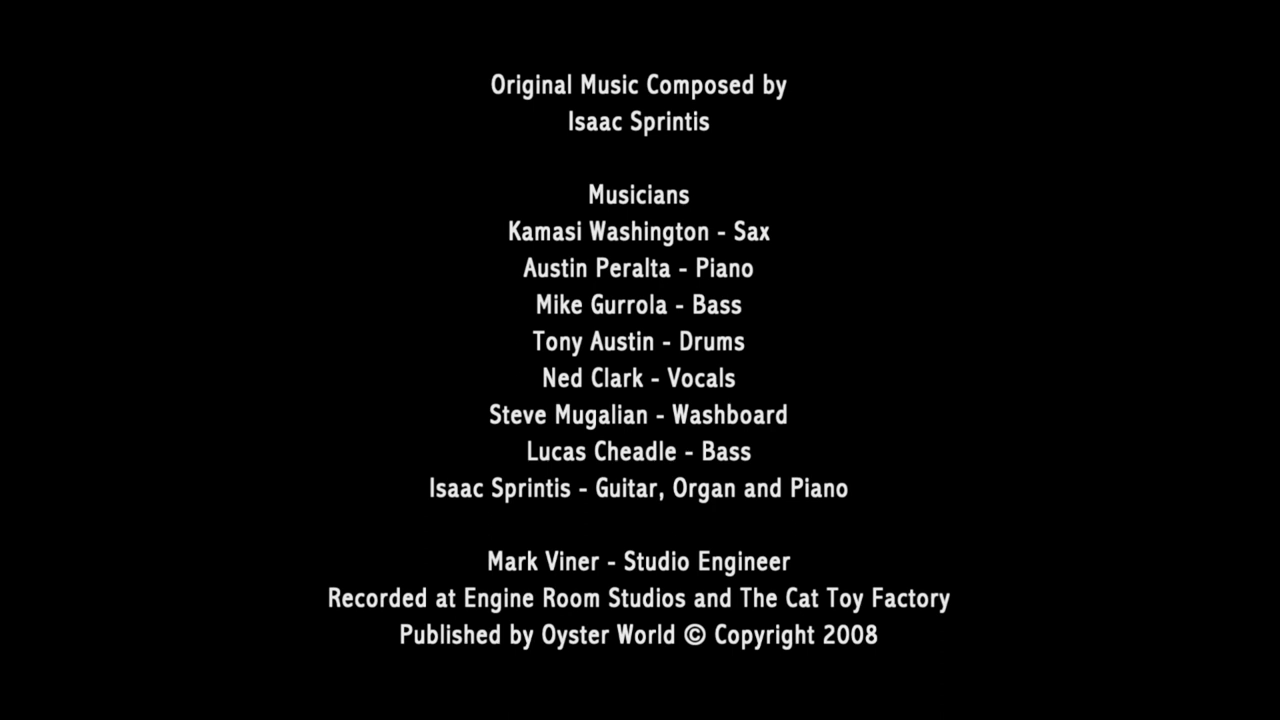 Original Music Composed by
Isaac Sprintis
Musicians
Kamasi Washington - Sax
Austin Peralta - Piano
Mike Gurrola - Bass
Tony Austin - Drums
Ned Clark - Vocals
Steve Mugalian - Washboard
Lucas Cheadle - Bass
Isaac Sprintis - Guitar, Organ and Piano
Mark Viner - Studio Engineer
Recorded at Engine Room Studios and The Cat Toy Factory
Published by Oyster World © Copyright 2008